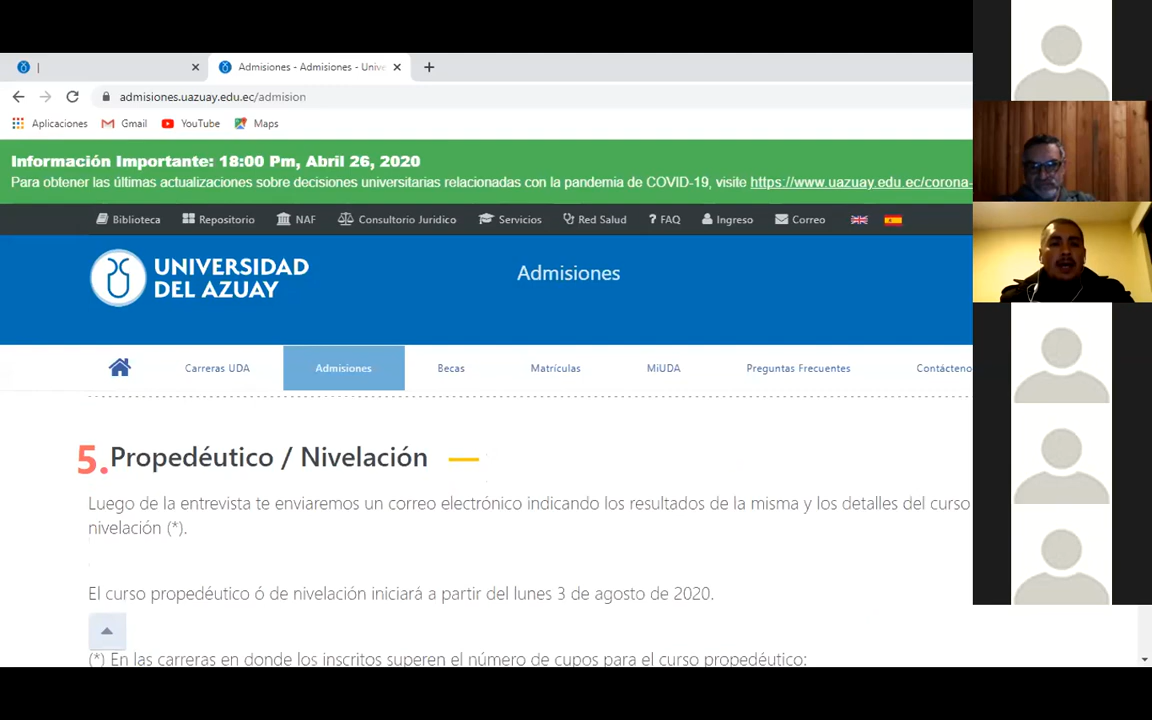 Admisiones - Admisiones - Unive
admisiones.uazuay.edu.ec/admision
Aplicaciones Gmail YouTube Maps
Información Importante: 18:00 Pm, Abril 26, 2020
Para obtener las últimas actualizaciones sobre decisiones universitarias relacionadas con la pandemia de COVID-19, visite https://www.uazuay.edu.ec/corona-
Biblioteca Repositorio NAF Consultorio Jurídico Servicios Red Salud ? FAQ Ingreso Correo
UNIVERSIDAD
DEL AZUAY
Admisiones
Carreras UDA Admisiones Becas Matrículas MiUDA Preguntas Frecuentes Contácteno
5. Propedéutico / Nivelación
Luego de la entrevista te enviaremos un correo electrónico indicando los resultados de la misma y los detalles del curso
nivelación (*).
El curso propedéutico ó de nivelación iniciará a partir del lunes 3 de agosto de 2020.
(*) En las carreras en donde los inscritos superen el número de cupos para el curso propedéutico: